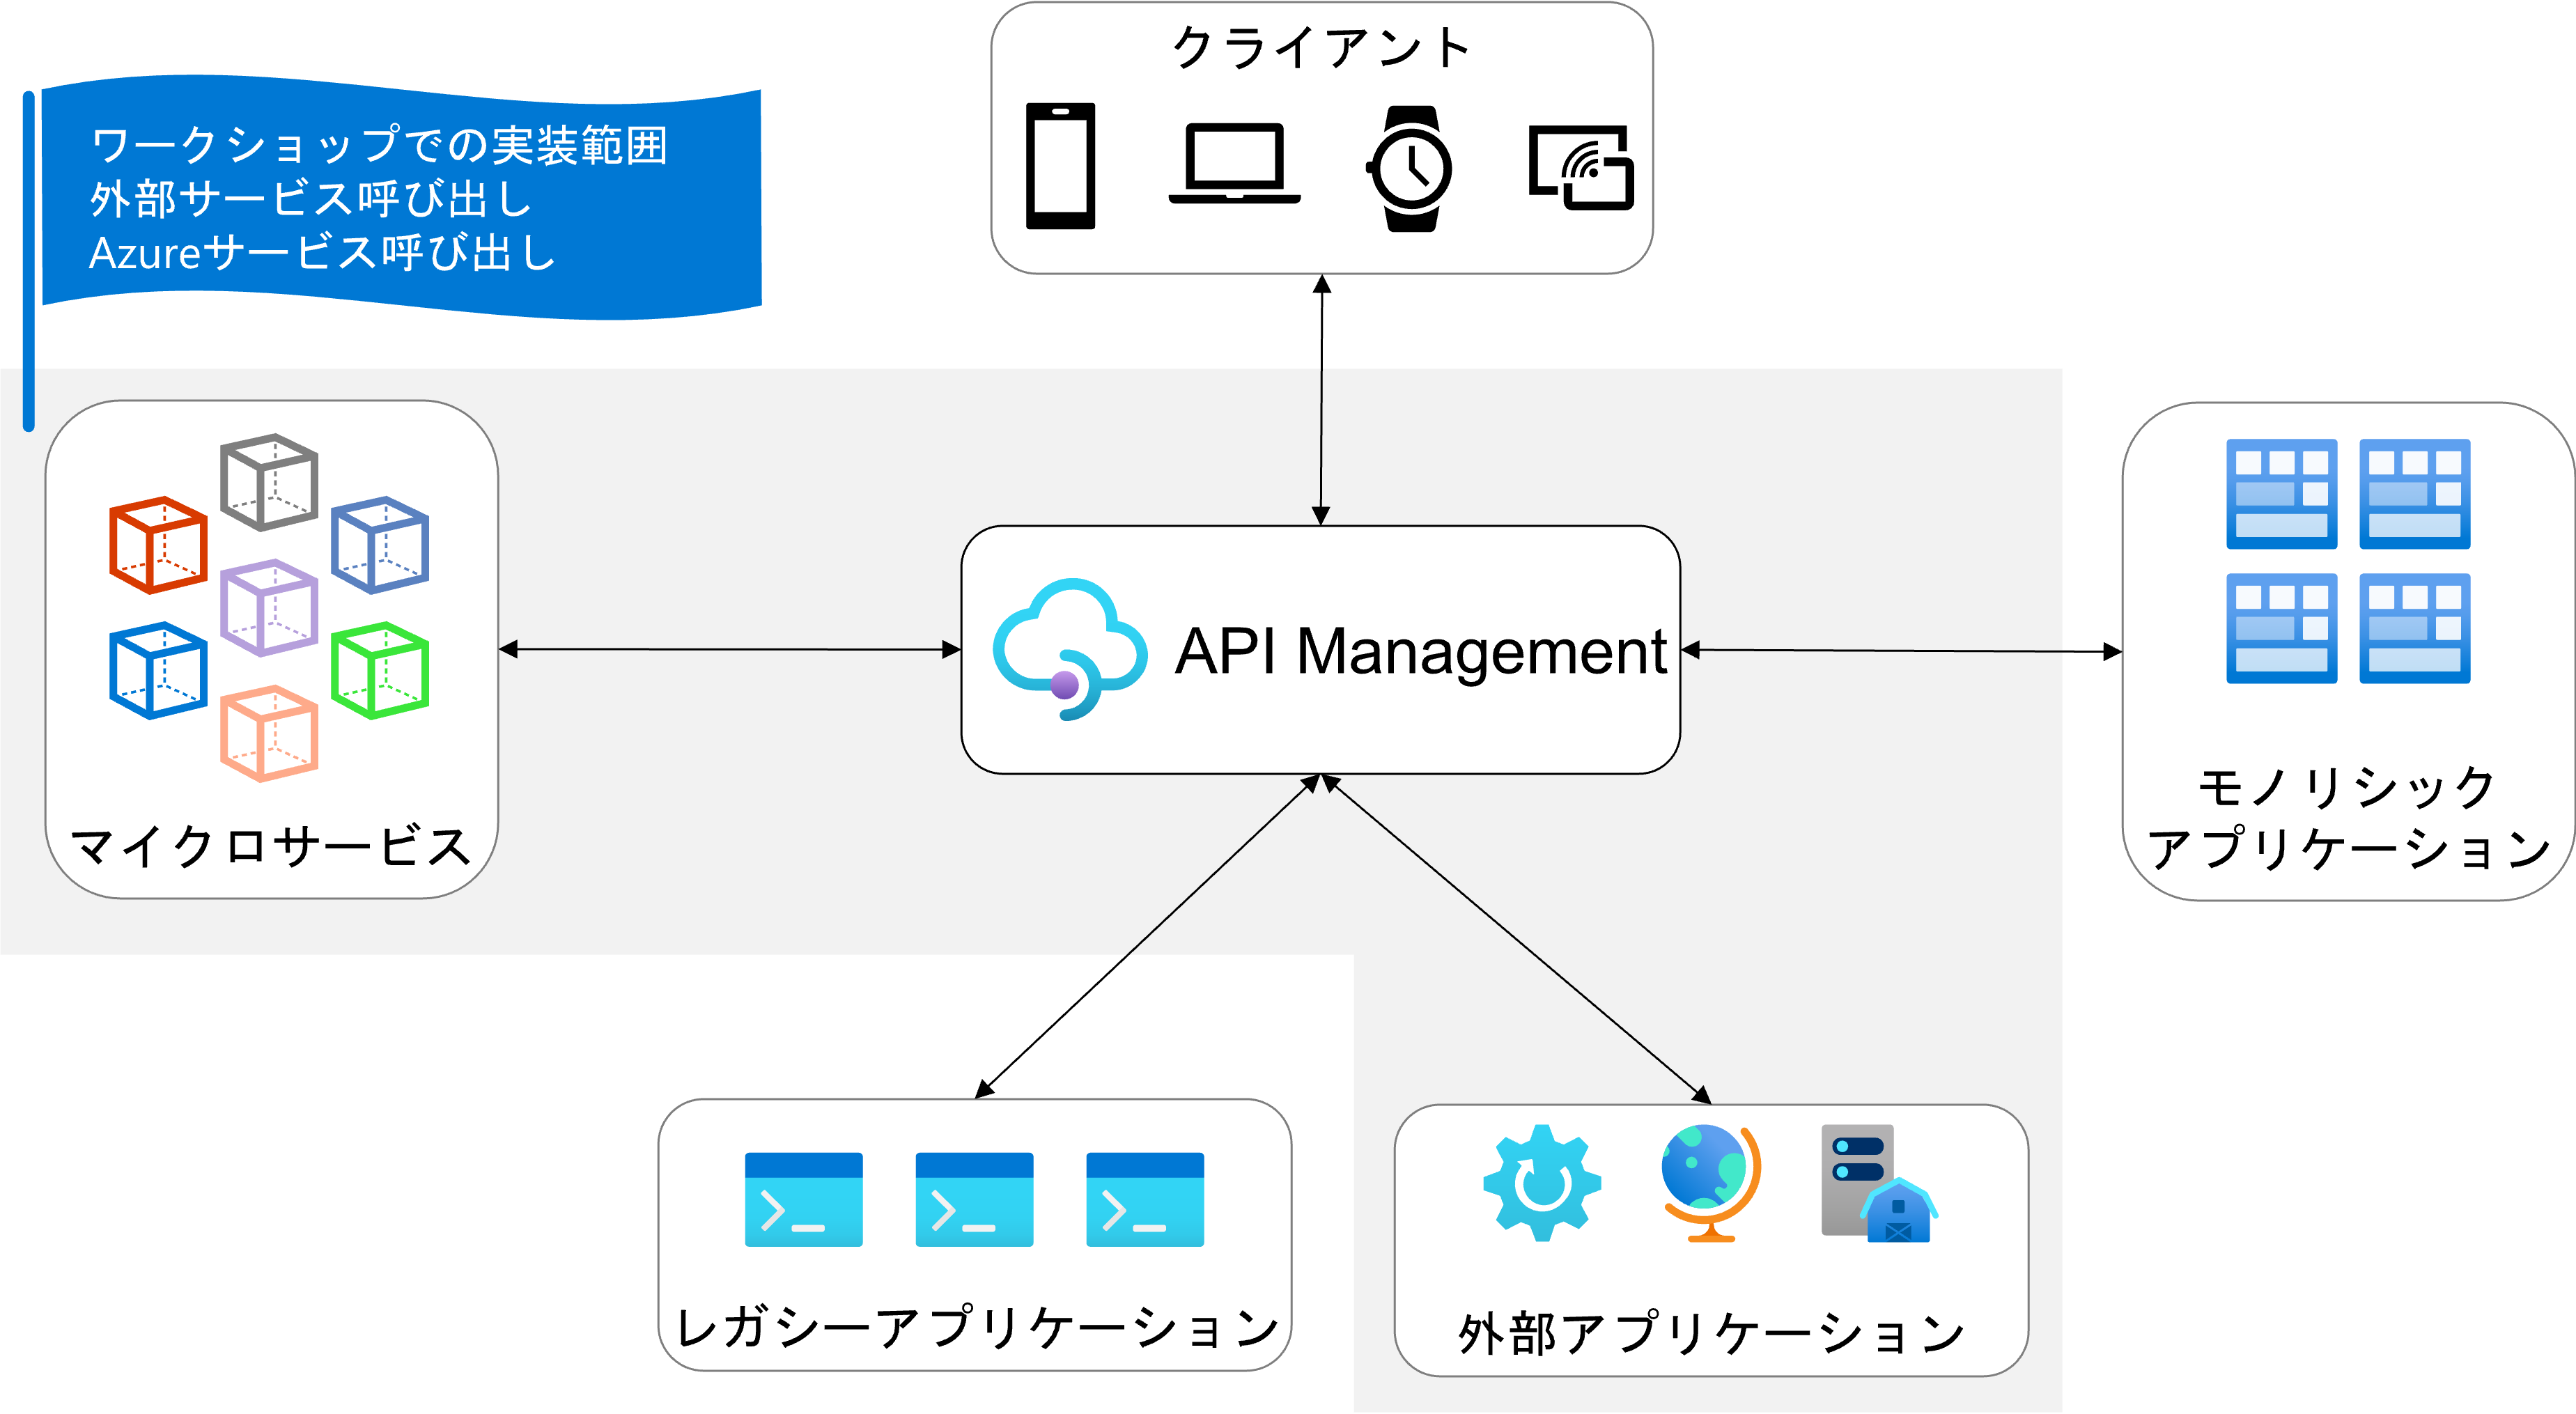 クライアント
ワークショップでの実装範囲
外部サービス呼び出し
Azureサービス呼び出し
API Management
マイクロサービス
モノリシック
アプリケーション
レガシーアプリケーション
外部アプリケーション